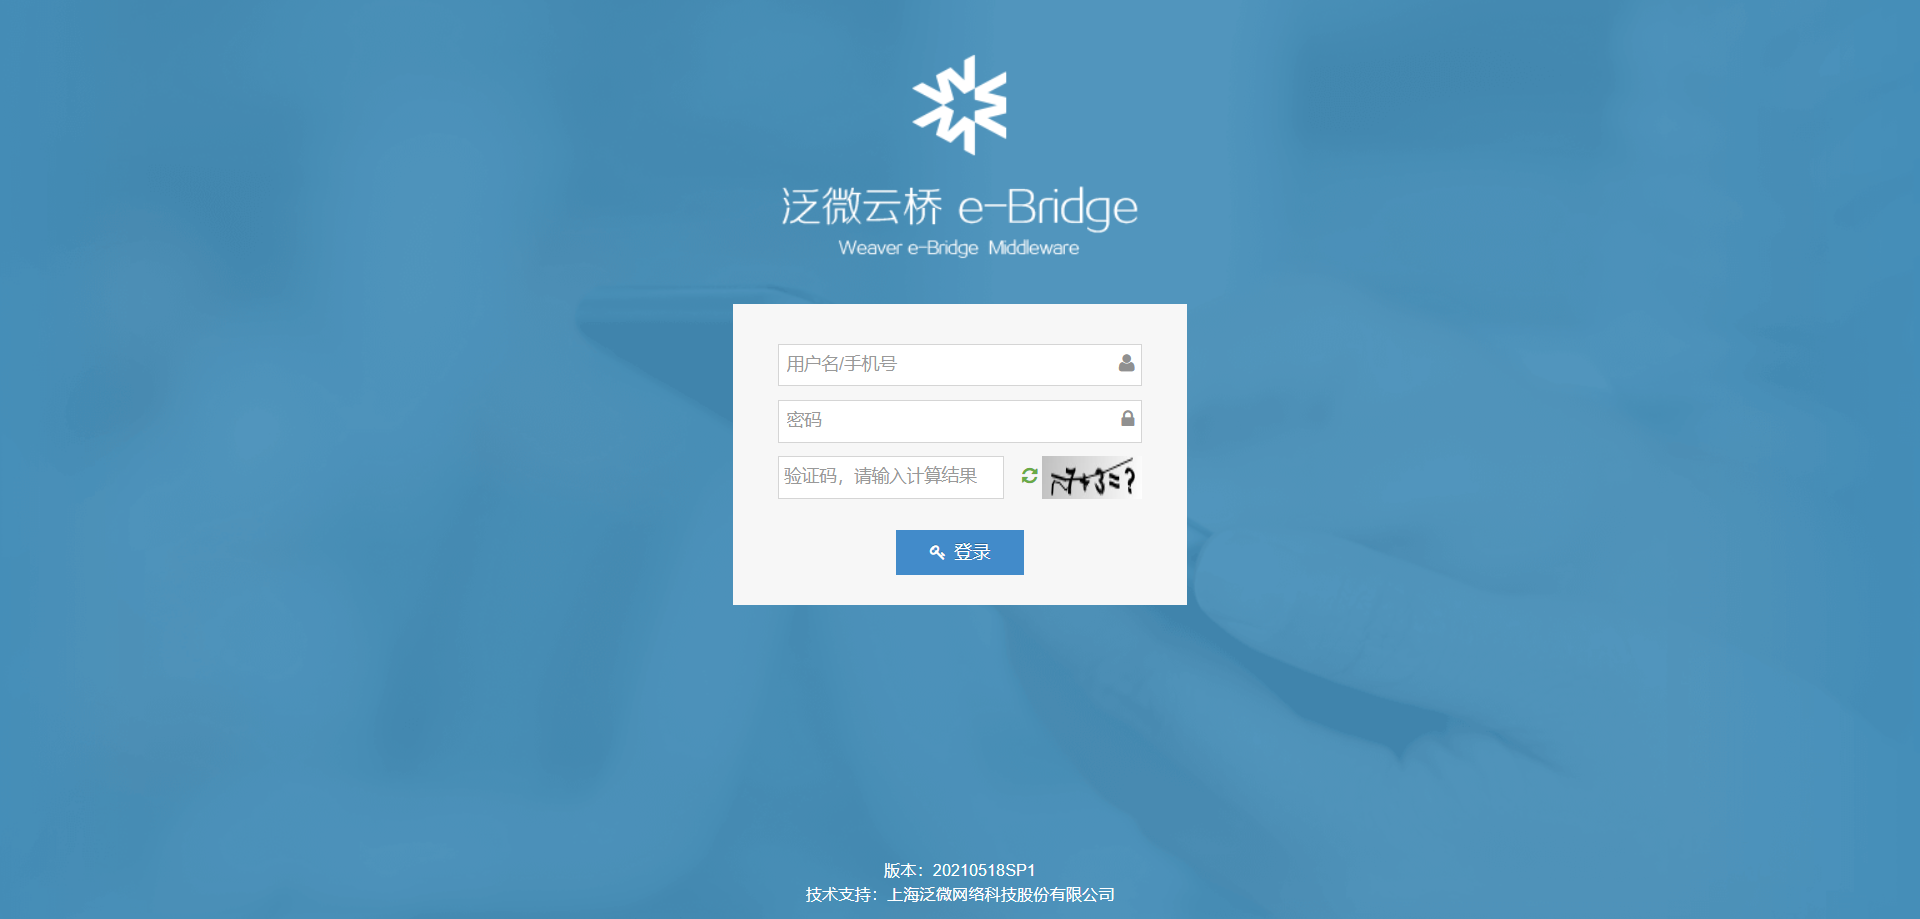 泛微云桥 e-Bridge
Weaver e-Bridge Middleware
用户名/手机号
密码
验证码，请输入计算结果
7+3=?
登录
版本：20210518SP1
技术支持：上海泛微网络科技股份有限公司